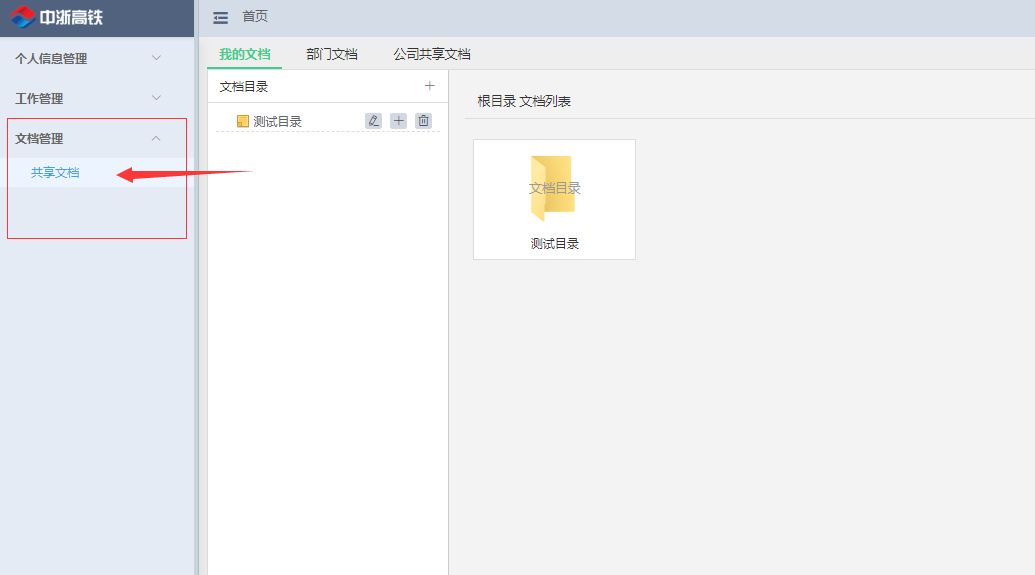 中浙高铁
首页
个人信息管理
工作管理
文档管理
共享文档
我的文档 部门文档 公司共享文档
文档目录
测试目录
根目录 文档列表
文档目录
测试目录